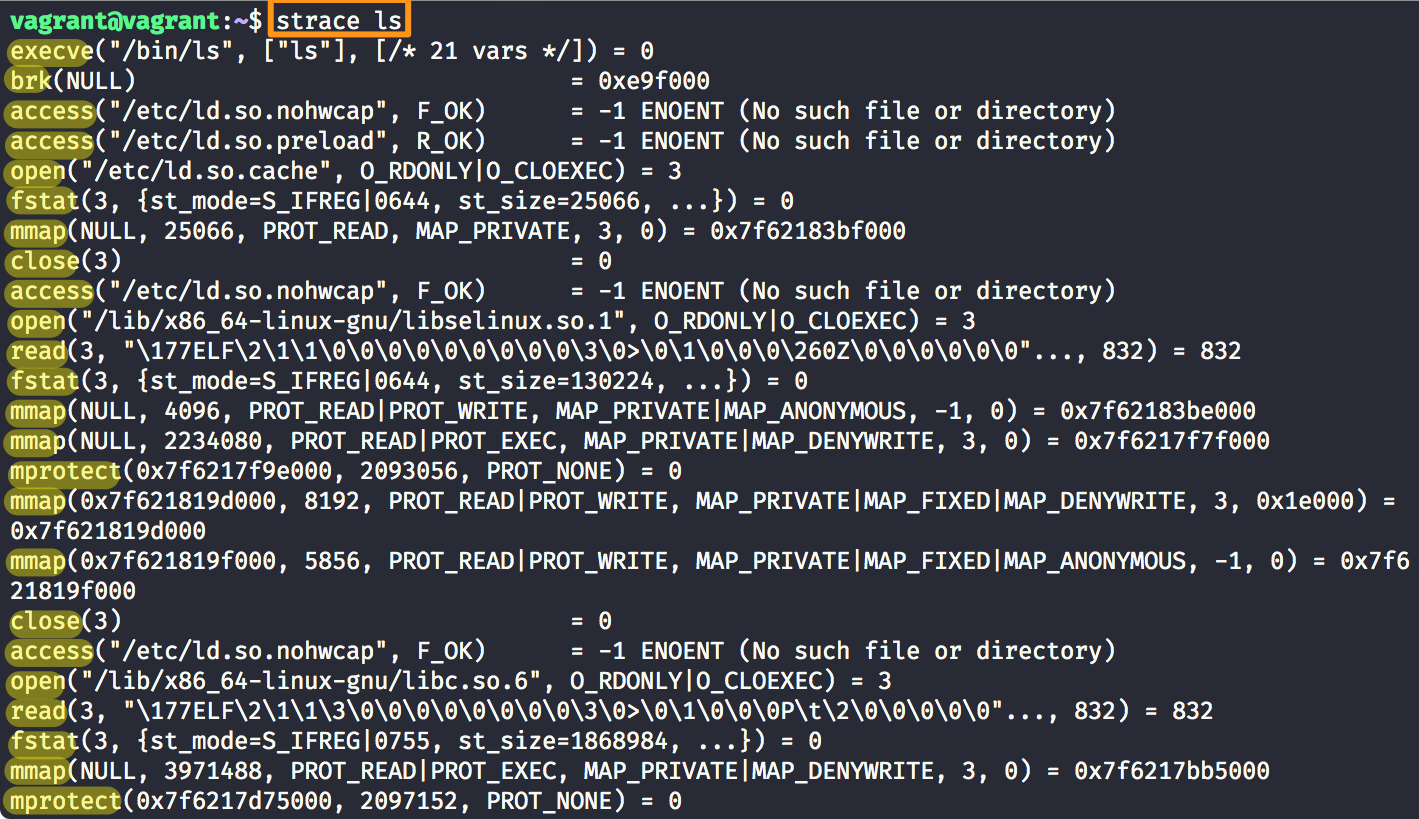 vagrant@vagrant:~$ strace ls
execve("/bin/ls", ["ls"], [/* 21 vars */]) = 0
brk(NULL)                               = 0xe9f000
access("/etc/ld.so.nohwcap", F_OK)      = -1 ENOENT (No such file or directory)
access("/etc/ld.so.preload", R_OK)      = -1 ENOENT (No such file or directory)
open("/etc/ld.so.cache", O_RDONLY|O_CLOEXEC) = 3
fstat(3, {st_mode=S_IFREG|0644, st_size=25066, ...}) = 0
mmap(NULL, 25066, PROT_READ, MAP_PRIVATE, 3, 0) = 0x7f62183bf000
close(3)                                = 0
access("/etc/ld.so.nohwcap", F_OK)      = -1 ENOENT (No such file or directory)
open("/lib/x86_64-linux-gnu/libselinux.so.1", O_RDONLY|O_CLOEXEC) = 3
read(3, "\177ELF\2\1\1\0\0\0\0\0\0\0\0\0\3\0>\0\1\0\0\0\260Z\0\0\0\0\0\0"..., 832) = 832
fstat(3, {st_mode=S_IFREG|0644, st_size=130224, ...}) = 0
mmap(NULL, 4096, PROT_READ|PROT_WRITE, MAP_PRIVATE|MAP_ANONYMOUS, -1, 0) = 0x7f62183be000
mmap(NULL, 2234080, PROT_READ|PROT_EXEC, MAP_PRIVATE|MAP_DENYWRITE, 3, 0) = 0x7f6217f7f000
mprotect(0x7f6217f9e000, 2093056, PROT_NONE) = 0
mmap(0x7f621819d000, 8192, PROT_READ|PROT_WRITE, MAP_PRIVATE|MAP_FIXED|MAP_DENYWRITE, 3, 0x1e000) =
0x7f621819d000
mmap(0x7f621819f000, 5856, PROT_READ|PROT_WRITE, MAP_PRIVATE|MAP_FIXED|MAP_ANONYMOUS, -1, 0) = 0x7f6
21819f000
close(3)                                = 0
access("/etc/ld.so.nohwcap", F_OK)      = -1 ENOENT (No such file or directory)
open("/lib/x86_64-linux-gnu/libc.so.6", O_RDONLY|O_CLOEXEC) = 3
read(3, "\177ELF\2\1\1\3\0\0\0\0\0\0\0\0\3\0>\0\1\0\0\0P\t\2\0\0\0\0\0"..., 832) = 832
fstat(3, {st_mode=S_IFREG|0755, st_size=1868984, ...}) = 0
mmap(NULL, 3971488, PROT_READ|PROT_EXEC, MAP_PRIVATE|MAP_DENYWRITE, 3, 0) = 0x7f6217bb5000
mprotect(0x7f6217d75000, 2097152, PROT_NONE) = 0